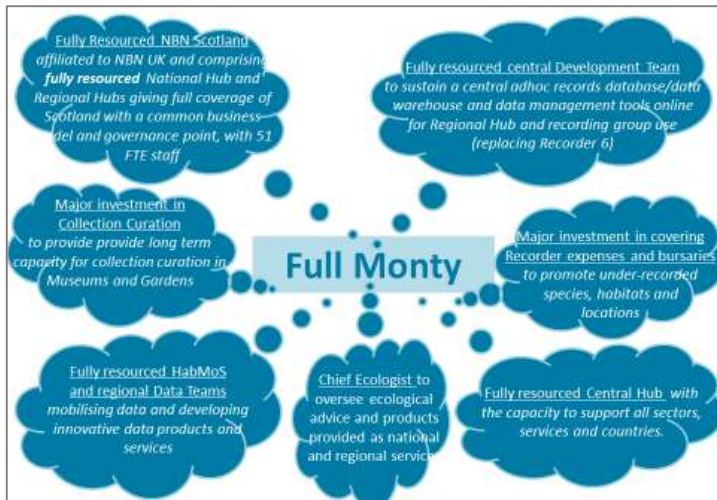 Fully Resourced NBN Scotland
affiliated to NBN UK and comprising
fully resourced National Hub and
Regional Hubs giving full coverage of
Scotland with a common business
del and governance point, with 51
FTE staff
Fully resourced central Development Team
to sustain a central adhoc records database/data
warehouse and data management tools online
for Regional Hub and recording group use
(replacing Recorder 6)
Major investment in
Collection Curation
to provide provide long term
capacity for collection curation in
Museums and Gardens
Full Monty
Major investment in covering
Recorder expenses and bursaries
to promote under-recorded
species, habitats and
locations
Fully resourced HabMoS
and regional Data Teams
mobilising data and developing
innovative data products and
services
Chief Ecologist to
oversee ecological
advice and products
provided as national
and regional service
Fully resourced Central Hub with
the capacity to support all sectors,
services and countries.